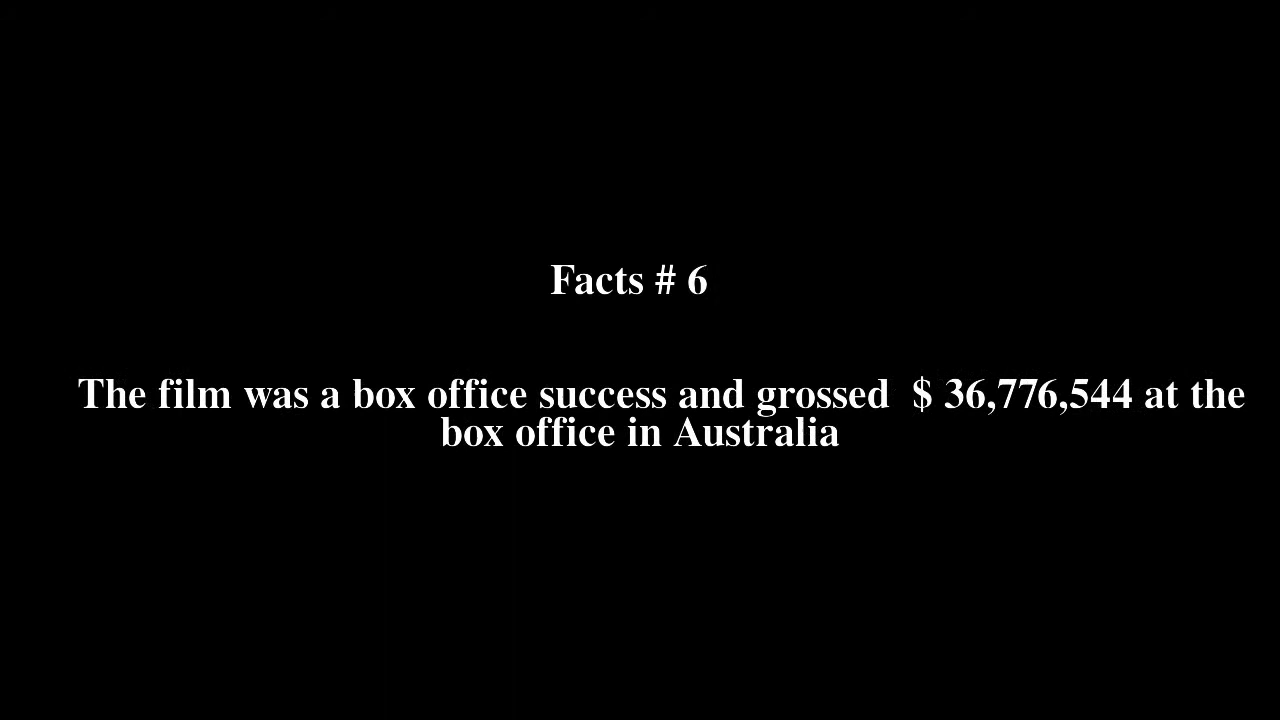 Facts # 6
The film was a box office success and grossed  $ 36,776,544 at the
box office in Australia